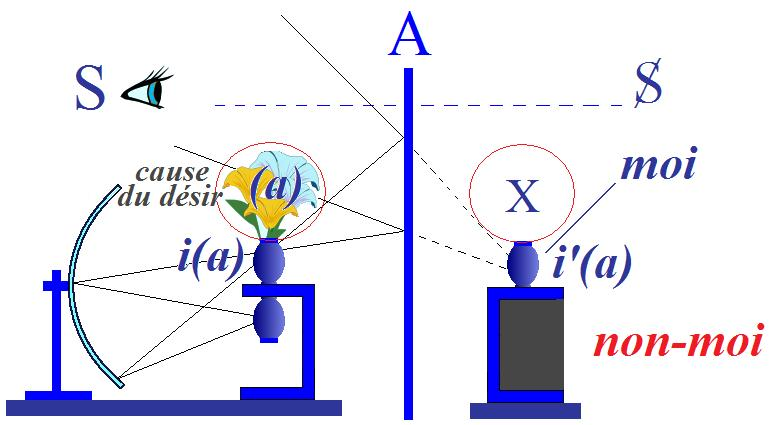 A
S
$
cause
du désir
(a)
X
moi
i(a)
i'(a)
non-moi